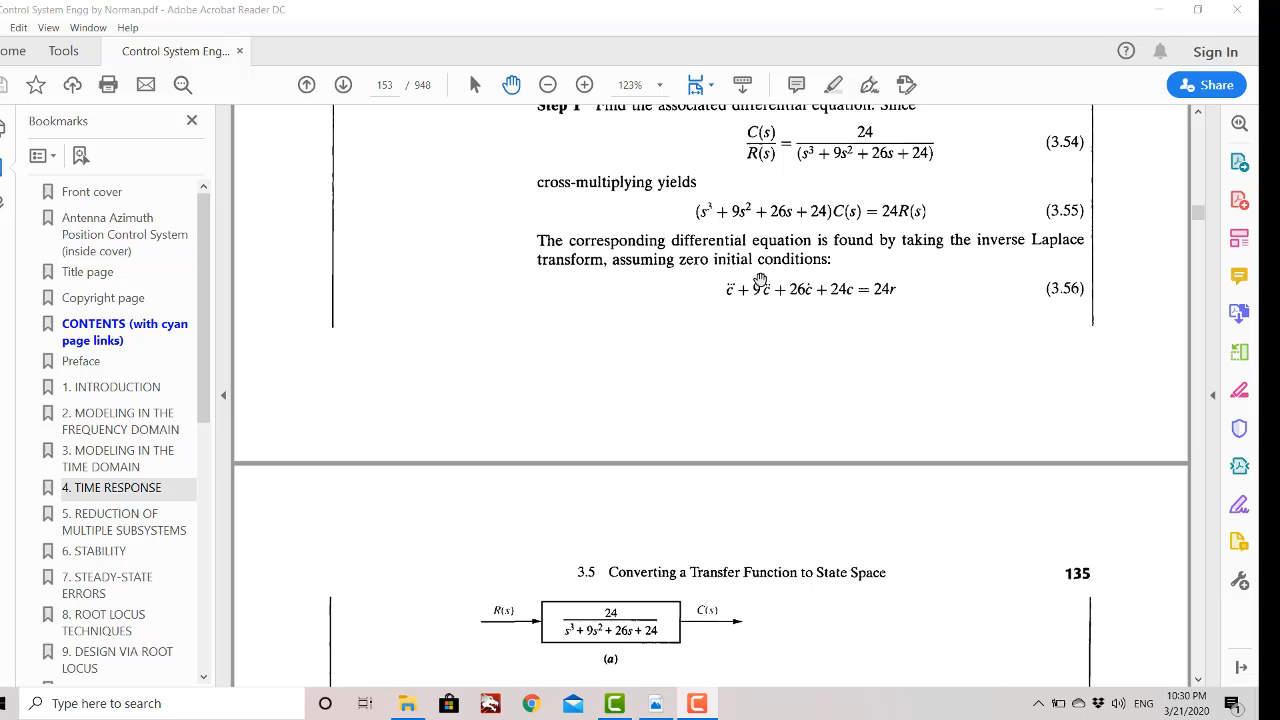 Control System Engg by Norman.pdf - Adobe Acrobat Reader DC
Edit View Window Help
ome Tools Control System Eng... × ? Sign In
153 / 948 123% Share
Bookmarks
Front cover
Antenna Azimuth
Position Control System
(inside cover)
Title page
Copyright page
CONTENTS (with cyan
page links)
Preface
1. INTRODUCTION
2. MODELING IN THE
FREQUENCY DOMAIN
3. MODELING IN THE
TIME DOMAIN
4. TIME RESPONSE
5. REDUCTION OF
MULTIPLE SUBSYSTEMS
6. STABILITY
7. STEADY-STATE
ERRORS
8. ROOT LOCUS
TECHNIQUES
9. DESIGN VIA ROOT
LOCUS
Step 1 Find the associated differential equation. Since
C(s)/R(s) = 24/(s³ + 9s² + 26s + 24) (3.54)
cross-multiplying yields
(s³ + 9s² + 26s + 24)C(s) = 24R(s) (3.55)
The corresponding differential equation is found by taking the inverse Laplace
transform, assuming zero initial conditions:
c⃛ + 9c̈ + 26ċ + 24c = 24r (3.56)
3.5 Converting a Transfer Function to State Space 135
R(s) 24/(s³ + 9s² + 26s + 24) C(s)
(a)
Type here to search
ENG
10:30 PM
3/21/2020
1